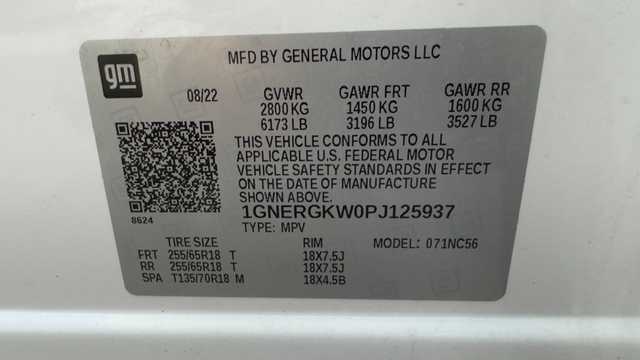 gm
MFD BY GENERAL MOTORS LLC
08/22 GVWR GAWR FRT GAWR RR
2800 KG 1450 KG 1600 KG
6173 LB 3196 LB 3527 LB
THIS VEHICLE CONFORMS TO ALL
APPLICABLE U.S. FEDERAL MOTOR
VEHICLE SAFETY STANDARDS IN EFFECT
ON THE DATE OF MANUFACTURE
SHOWN ABOVE.
8624
1GNERGKW0PJ125937
TYPE: MPV MODEL: 071NC56
TIRE SIZE RIM
FRT 255/65R18 T 18X7.5J
RR 255/65R18 T 18X7.5J
SPA T135/70R18 M 18X4.5B